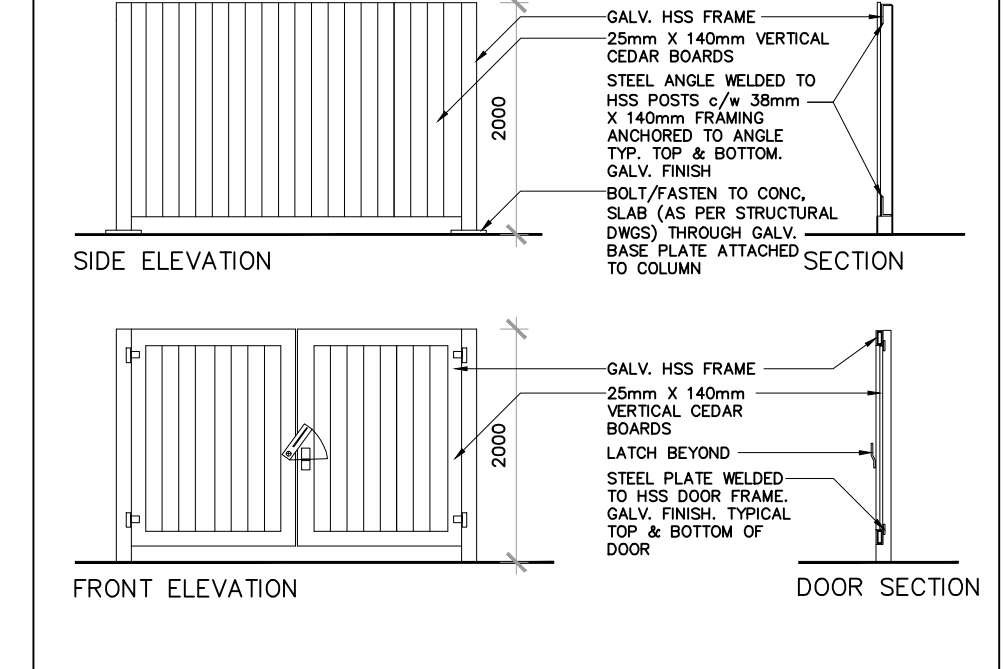 GALV. HSS FRAME
25mm X 140mm VERTICAL
CEDAR BOARDS
STEEL ANGLE WELDED TO
HSS POSTS c/w 38mm
X 140mm FRAMING
ANCHORED TO ANGLE
TYP. TOP & BOTTOM.
GALV. FINISH
BOLT/FASTEN TO CONC,
SLAB (AS PER STRUCTURAL
DWGS) THROUGH GALV.
BASE PLATE ATTACHED
TO COLUMN
2000
SIDE ELEVATION
SECTION
GALV. HSS FRAME
25mm X 140mm
VERTICAL CEDAR
BOARDS
LATCH BEYOND
STEEL PLATE WELDED
TO HSS DOOR FRAME.
GALV. FINISH. TYPICAL
TOP & BOTTOM OF
DOOR
2000
FRONT ELEVATION
DOOR SECTION